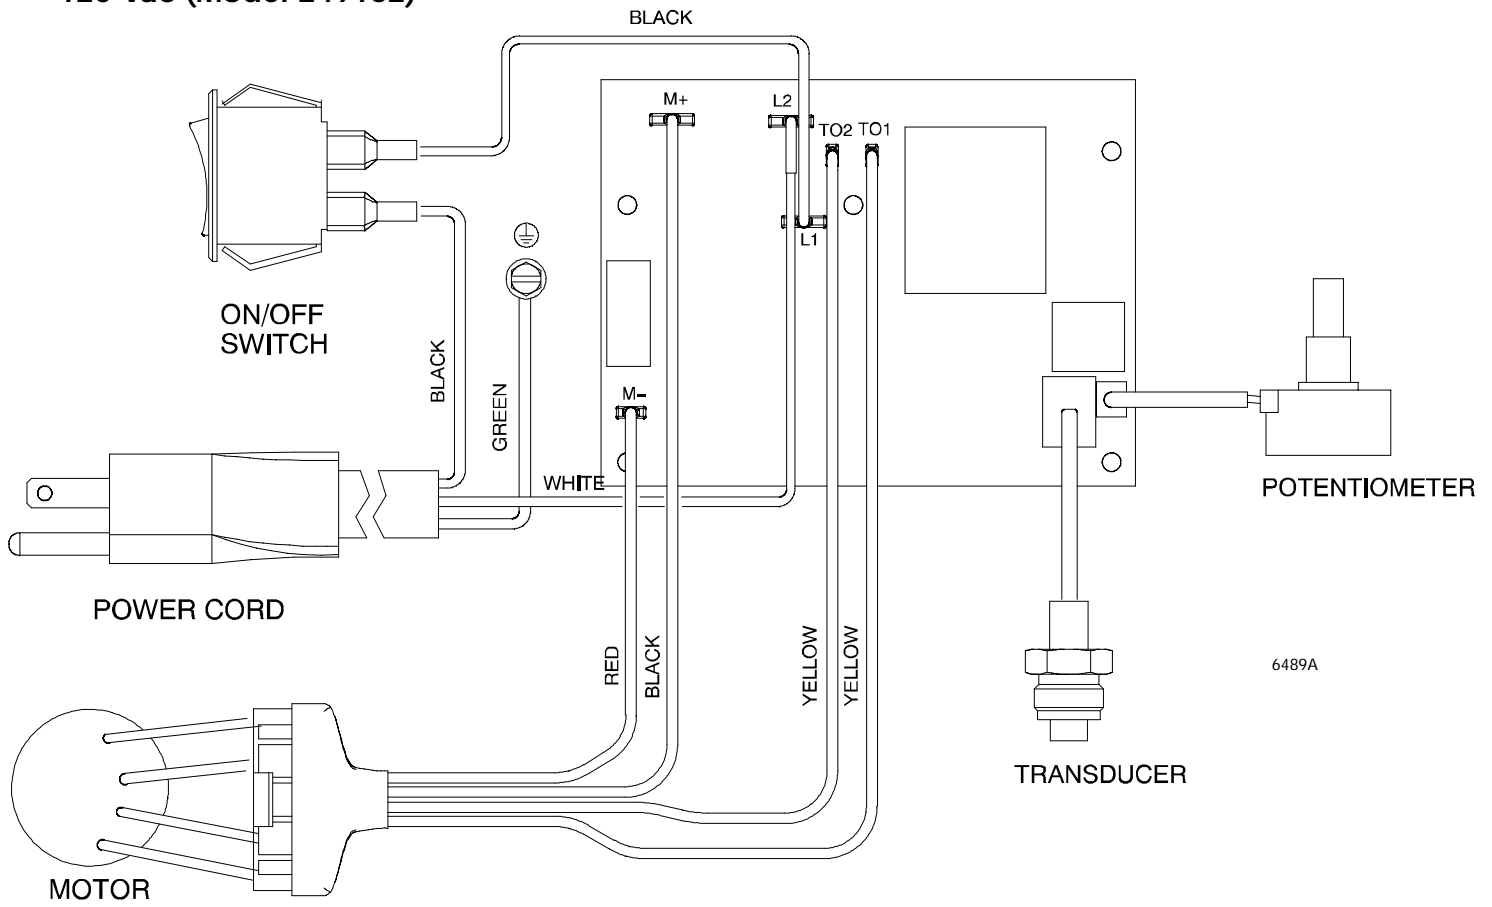 BLACK
M+
L2
TO2 TO1
L1
ON/OFF
SWITCH
BLACK
GREEN
M-
WHITE
POTENTIOMETER
POWER CORD
RED
BLACK
YELLOW
YELLOW
6489A
TRANSDUCER
MOTOR